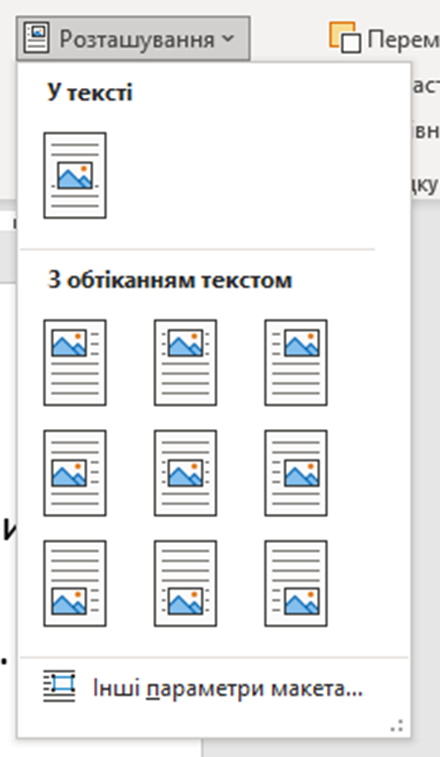 Розташування
У тексті
З обтіканням текстом
Інші параметри макета...